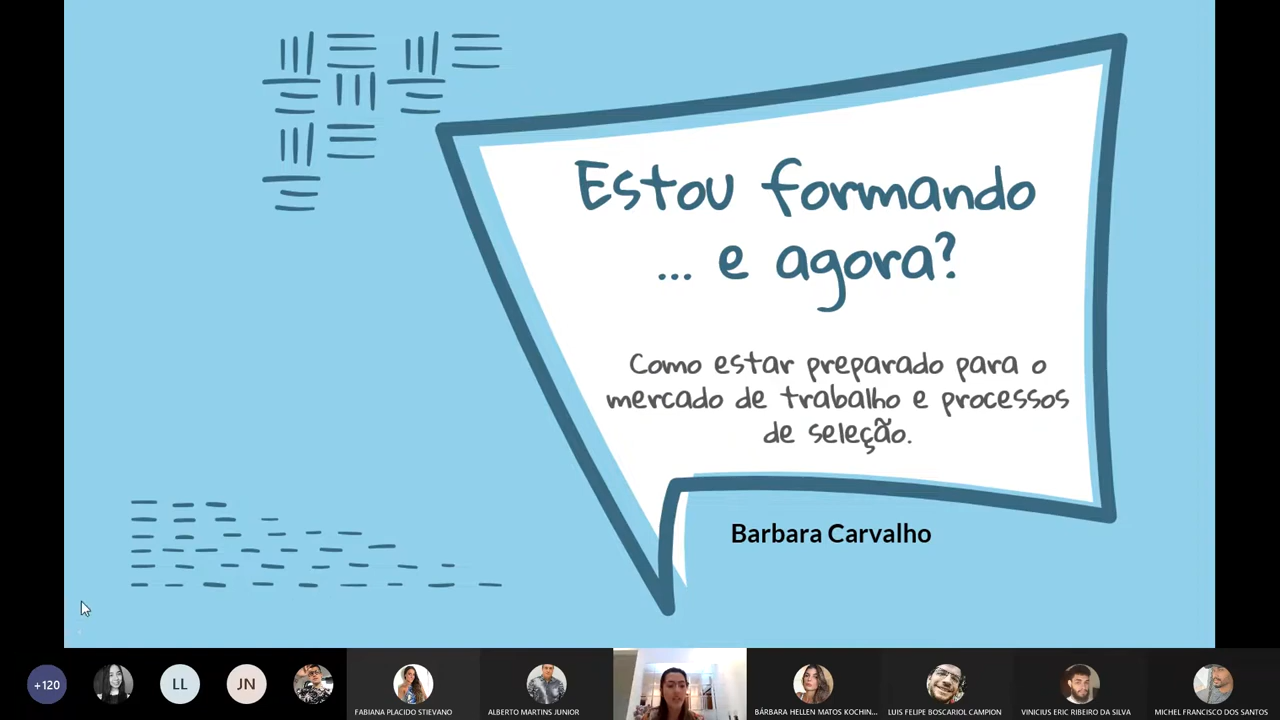 Estou formando
... e agora?
Como estar preparado para o
mercado de trabalho e processos
de seleção.
Barbara Carvalho
+120
LL
JN
FABIANA PLACIDO STIEVANO
ALBERTO MARTINS JUNIOR
BÁRBARA HELLEN MATOS KOCHIN...
LUIS FELIPE BOSCARIOL CAMPION
VINICIUS ERIC RIBEIRO DA SILVA
MICHEL FRANCISCO DOS SANTOS